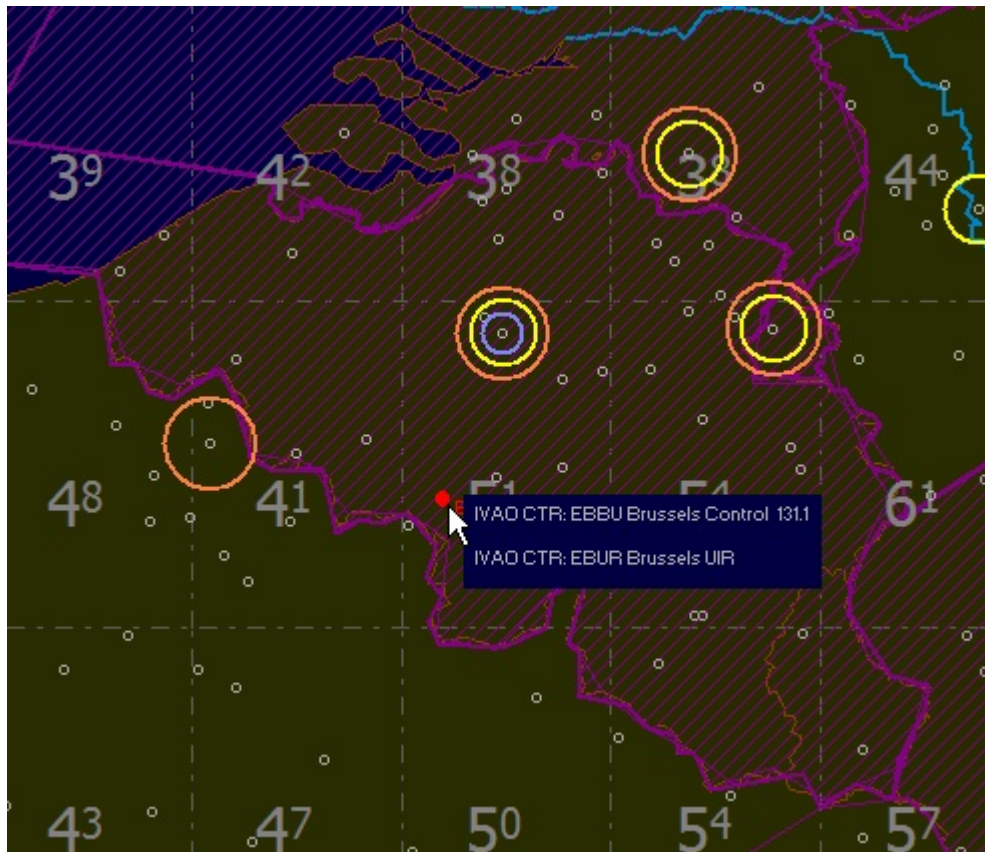 39 42 38 38 44
48 41 51 54 61
IVAO CTR: EBBU Brussels Control 131.1
IVAO CTR: EBUR Brussels UIR
43 47 50 54 57